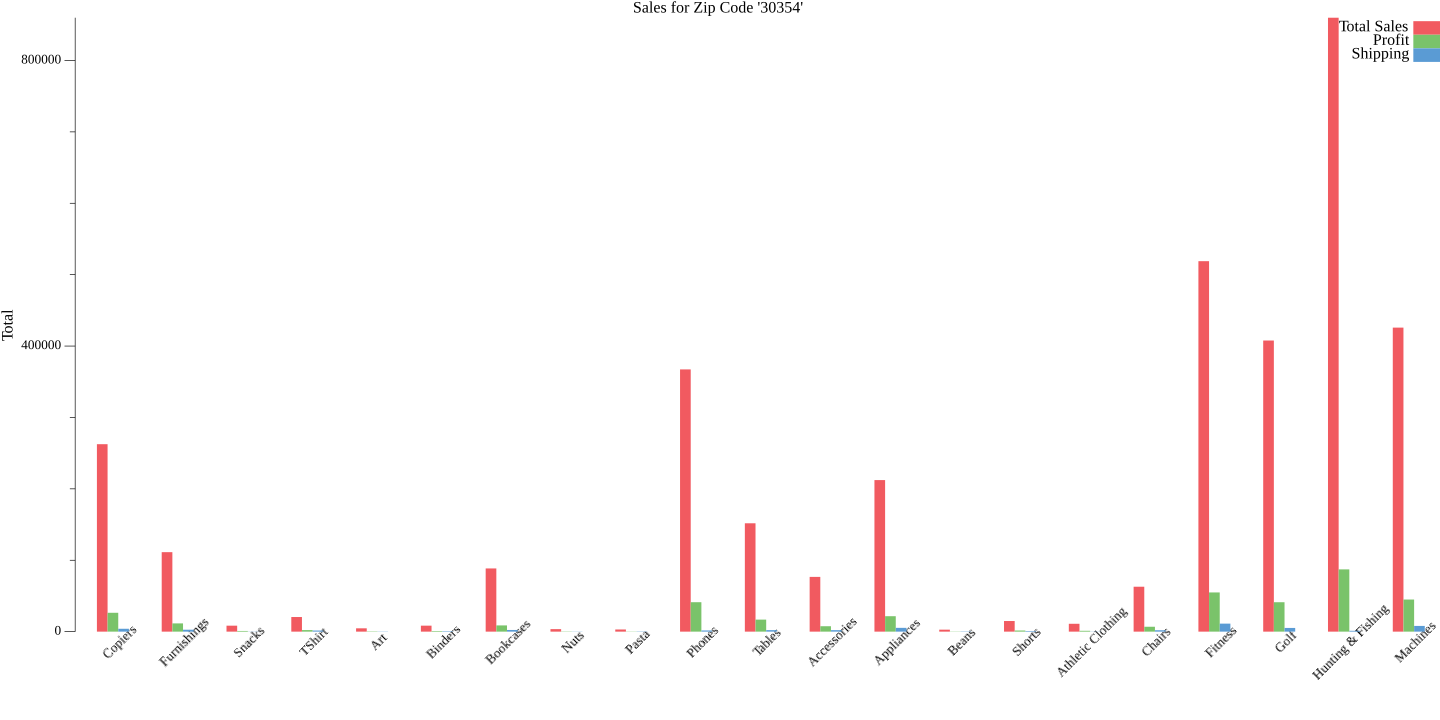 Sales for Zip Code '30354'
Total Sales
Profit
Shipping
800000
400000
0
Total
Copiers
Furnishings
Snacks
TShirt
Art
Binders
Bookcases
Nuts
Pasta
Phones
Tables
Accessories
Appliances
Beans
Shorts
Athletic Clothing
Chairs
Fitness
Golf
Hunting & Fishing
Machines